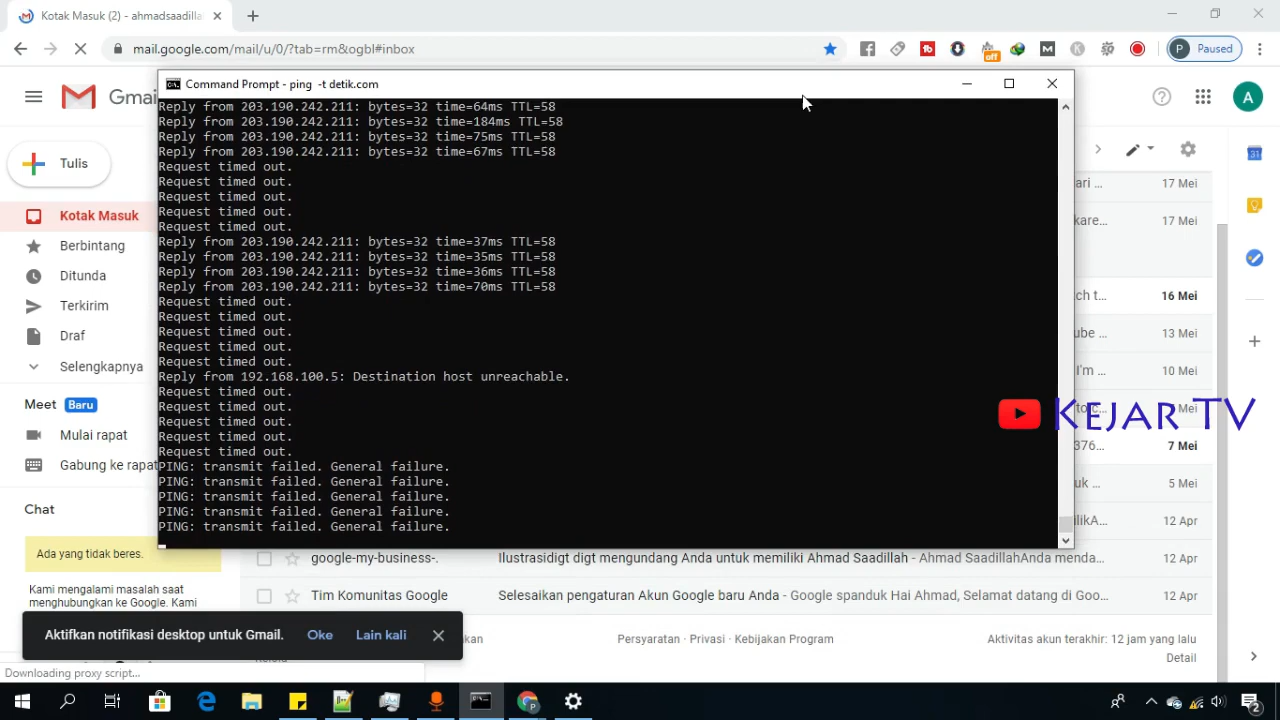 Kotak Masuk (2) - ahmadsaadilla
mail.google.com/mail/u/0/?tab=rm&ogbl#inbox
off
P Paused
Command Prompt - ping  -t detik.com
Gma
A
Tulis
Kotak Masuk
Berbintang
Ditunda
Terkirim
Draf
Selengkapnya
Meet Baru
Mulai rapat
Gabung ke rapat
Chat
Ada yang tidak beres.
Kami mengalami masalah saat
menghubungkan ke Google. Kami
Reply from 203.190.242.211: bytes=32 time=64ms TTL=58
Reply from 203.190.242.211: bytes=32 time=184ms TTL=58
Reply from 203.190.242.211: bytes=32 time=75ms TTL=58
Reply from 203.190.242.211: bytes=32 time=67ms TTL=58
Request timed out.
Request timed out.
Request timed out.
Request timed out.
Request timed out.
Reply from 203.190.242.211: bytes=32 time=37ms TTL=58
Reply from 203.190.242.211: bytes=32 time=35ms TTL=58
Reply from 203.190.242.211: bytes=32 time=36ms TTL=58
Reply from 203.190.242.211: bytes=32 time=70ms TTL=58
Request timed out.
Request timed out.
Request timed out.
Request timed out.
Request timed out.
Reply from 192.168.100.5: Destination host unreachable.
Request timed out.
Request timed out.
Request timed out.
Request timed out.
Request timed out.
PING: transmit failed. General failure.
PING: transmit failed. General failure.
PING: transmit failed. General failure.
PING: transmit failed. General failure.
PING: transmit failed. General failure.
ari ... 17 Mei
kare... 17 Mei
tch t... 16 Mei
ube ... 13 Mei
I'm ... 10 Mei
to c... Mei
Kejar TV
376... 7 Mei
uk ... 5 Mei
ilikA... 12 Apr
google-my-business-. Ilustrasidigt digt mengundang Anda untuk memiliki Ahmad Saadillah - Ahmad SaadillahAnda menda... 12 Apr
Tim Komunitas Google Selesaikan pengaturan Akun Google baru Anda - Google spanduk Hai Ahmad, Selamat datang di Goo... 12 Apr
31
Aktifkan notifikasi desktop untuk Gmail. Oke Lain kali
Persyaratan · Privasi · Kebijakan Program
Aktivitas akun terakhir: 12 jam yang lalu
Detail
Downloading proxy script...
2